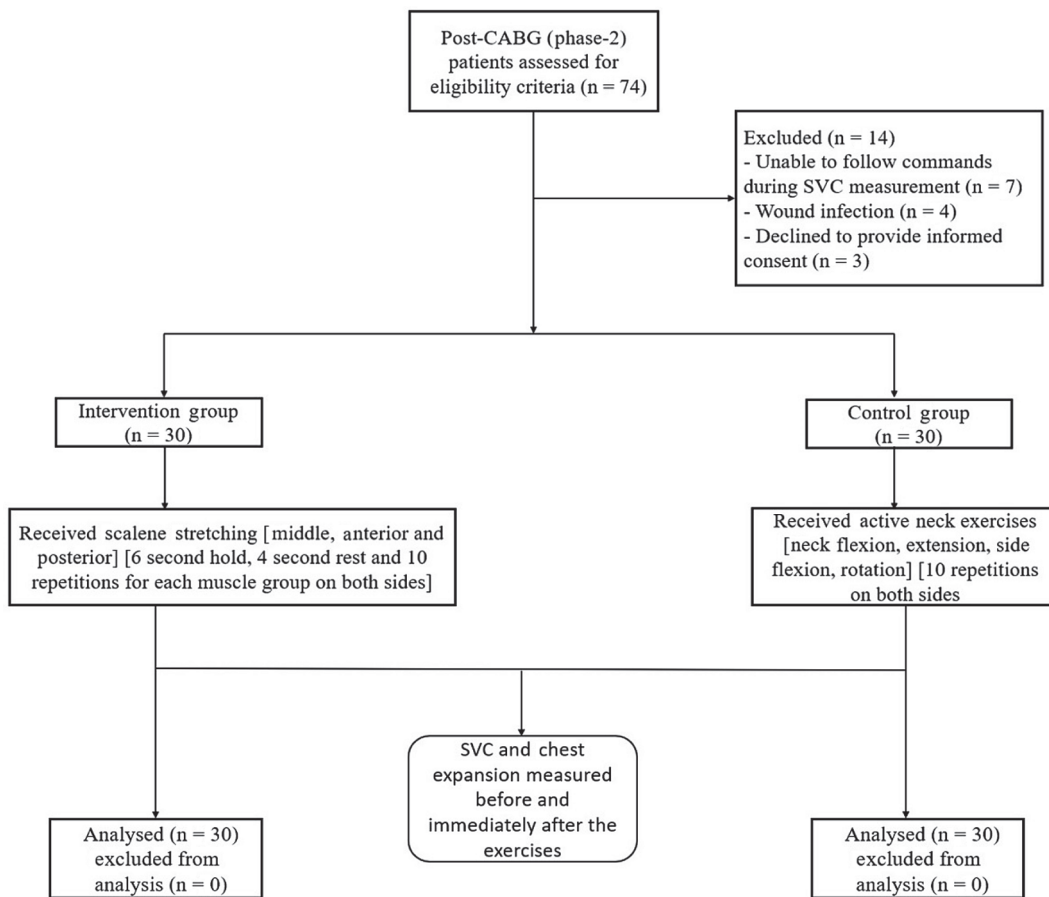 Post-CABG (phase-2)
patients assessed for
eligibility criteria (n = 74)
Excluded (n = 14)
- Unable to follow commands
during SVC measurement (n = 7)
- Wound infection (n = 4)
- Declined to provide informed
consent (n = 3)
Intervention group
(n = 30)
Control group
(n = 30)
Received scalene stretching [middle, anterior and
posterior] [6 second hold, 4 second rest and 10
repetitions for each muscle group on both sides]
Received active neck exercises
[neck flexion, extension, side
flexion, rotation] [10 repetitions
on both sides
SVC and chest
expansion measured
before and
immediately after the
exercises
Analysed (n = 30)
excluded from
analysis (n = 0)
Analysed (n = 30)
excluded from
analysis (n = 0)